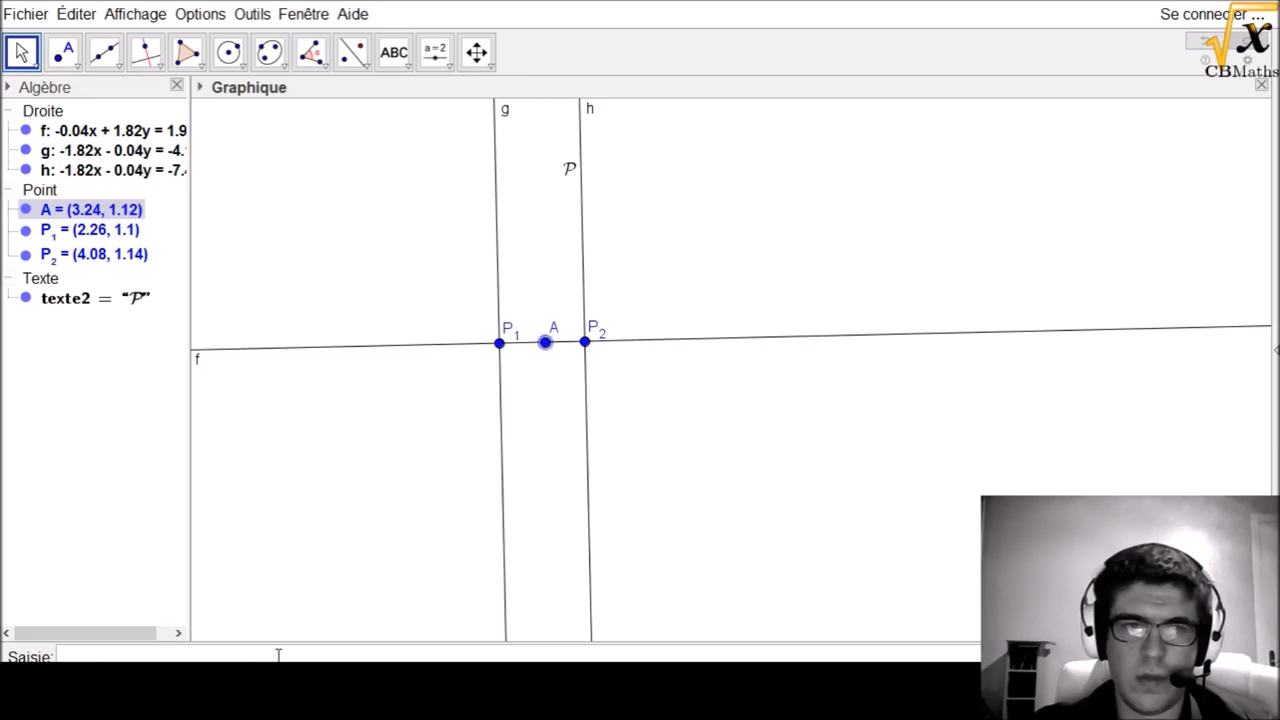 Fichier Éditer Affichage Options Outils Fenêtre Aide
Se connecter ...
ABC
a=2
x
CBMaths
Algèbre
Graphique
Droite
f: -0.04x + 1.82y = 1.9
g: -1.82x - 0.04y = -4.
h: -1.82x - 0.04y = -7.
Point
A = (3.24, 1.12)
P1 = (2.26, 1.1)
P2 = (4.08, 1.14)
Texte
texte2 = “𝒫”
g
h
𝒫
P1
A
P2
f
Saisie: